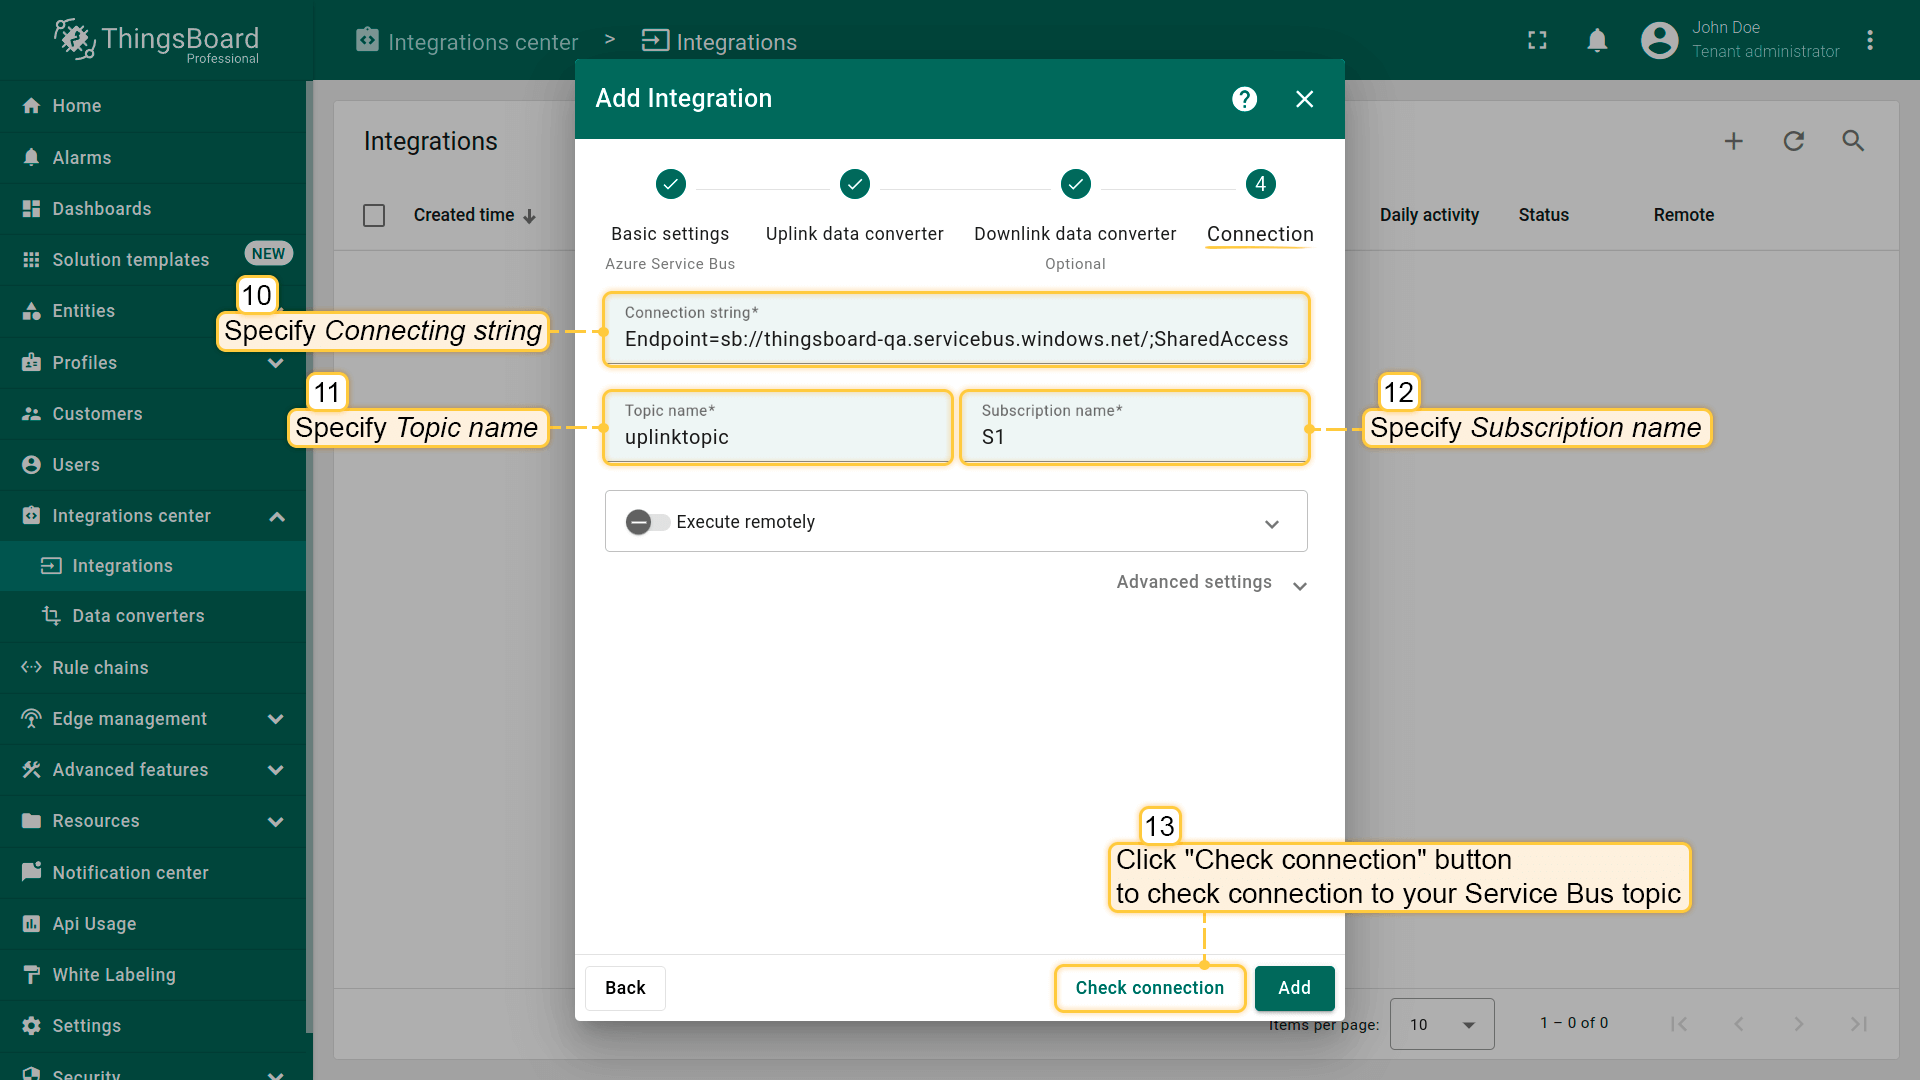 ThingsBoard
Professional
Integrations center > Integrations
John Doe
Tenant administrator
Home
Alarms
Dashboards
Solution templates
NEW
Entities
Profiles
Customers
Users
Integrations center
Integrations
Data converters
Rule chains
Edge management
Advanced features
Resources
Notification center
Api Usage
White Labeling
Settings
Security
Integrations
Created time
Daily activity
Status
Remote
Add Integration
4
Basic settings
Azure Service Bus
Uplink data converter
Downlink data converter
Optional
Connection
10
Specify Connecting string
Connection string*
Endpoint=sb://thingsboard-qa.servicebus.windows.net/;SharedAccess
11
Specify Topic name
Topic name*
uplinktopic
Subscription name*
S1
12
Specify Subscription name
Execute remotely
Advanced settings
13
Click "Check connection" button
to check connection to your Service Bus topic
Back
Check connection
Add
Items per page:
10
1 – 0 of 0